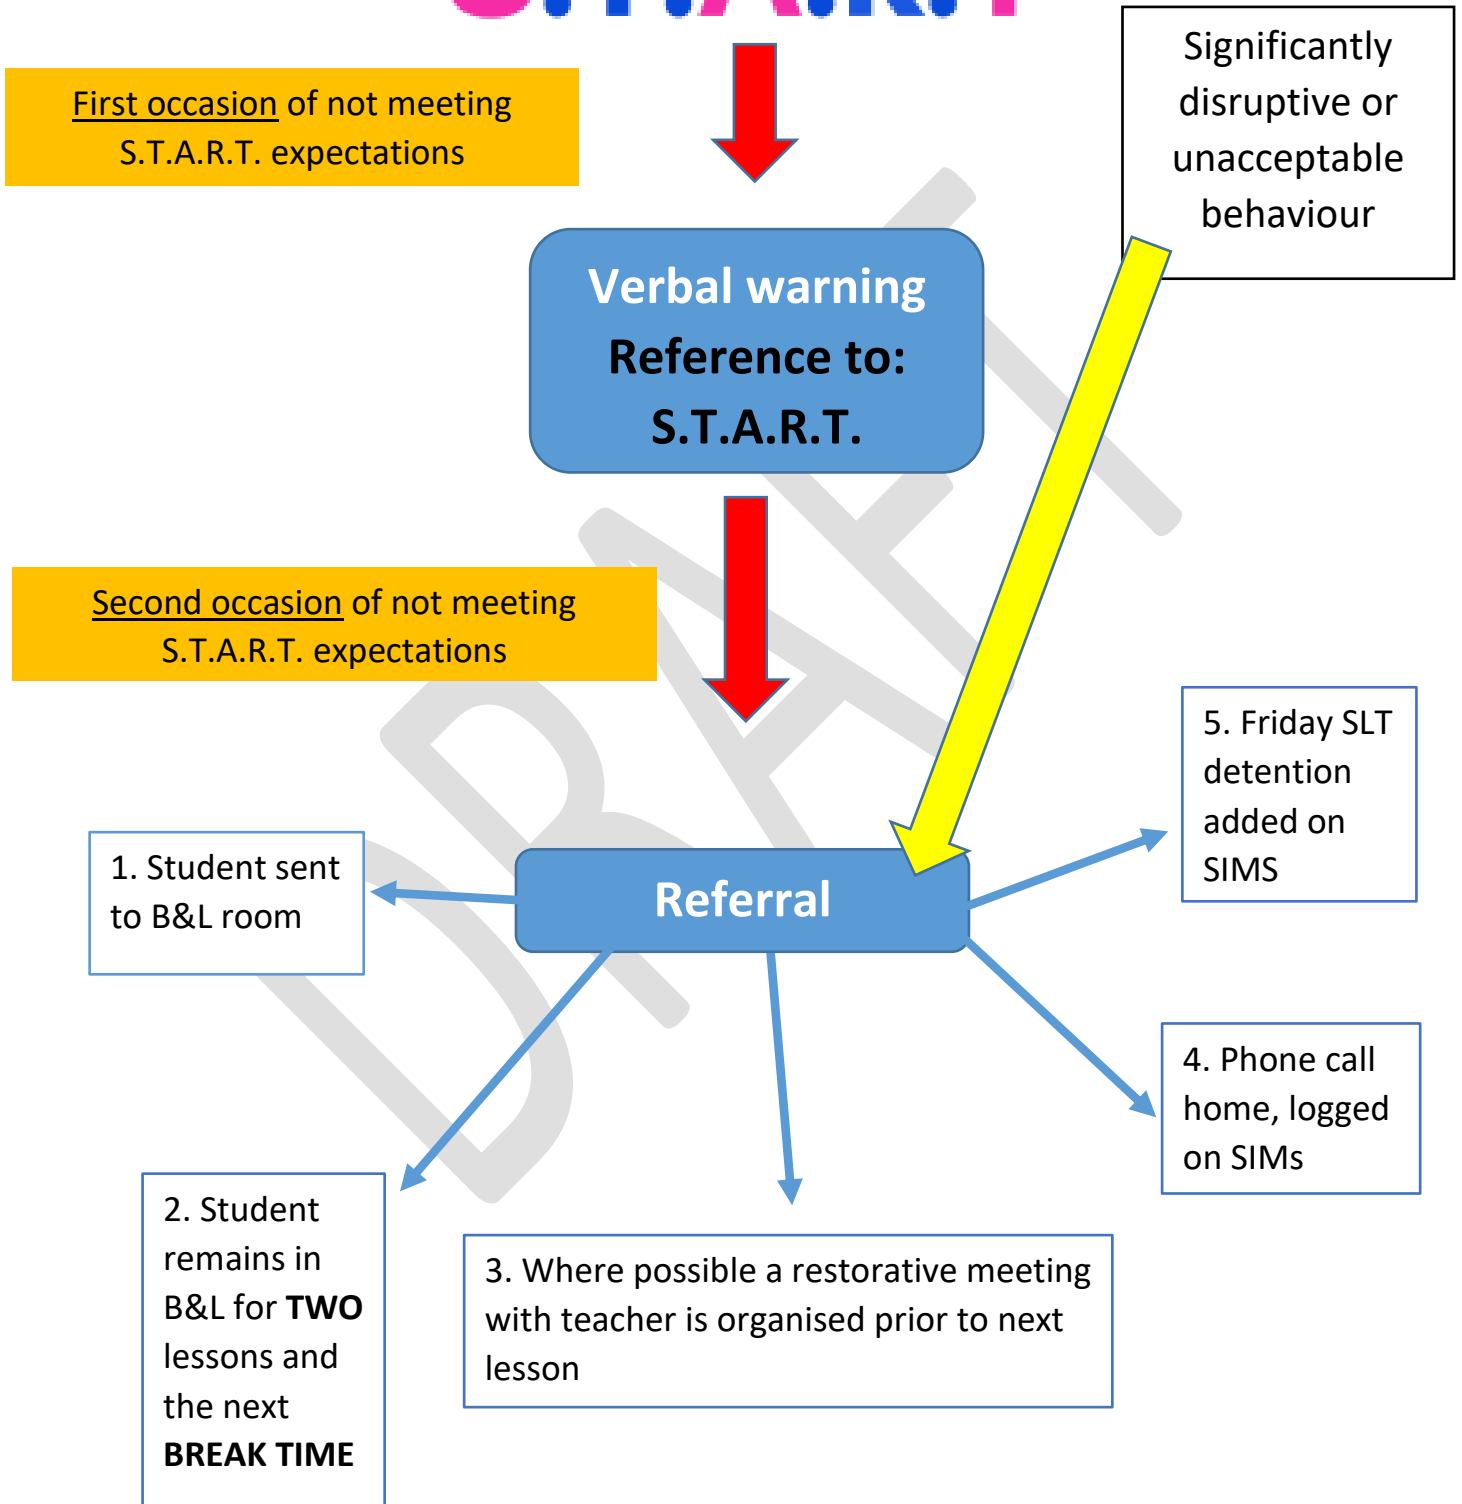 S.T.A.R.T
First occasion of not meeting
S.T.A.R.T. expectations
Significantly
disruptive or
unacceptable
behaviour
Verbal warning
Reference to:
S.T.A.R.T.
Second occasion of not meeting
S.T.A.R.T. expectations
DRAFT
Referral
1. Student sent
to B&L room
2. Student
remains in
B&L for TWO
lessons and
the next
BREAK TIME
3. Where possible a restorative meeting
with teacher is organised prior to next
lesson
4. Phone call
home, logged
on SIMs
5. Friday SLT
detention
added on
SIMS